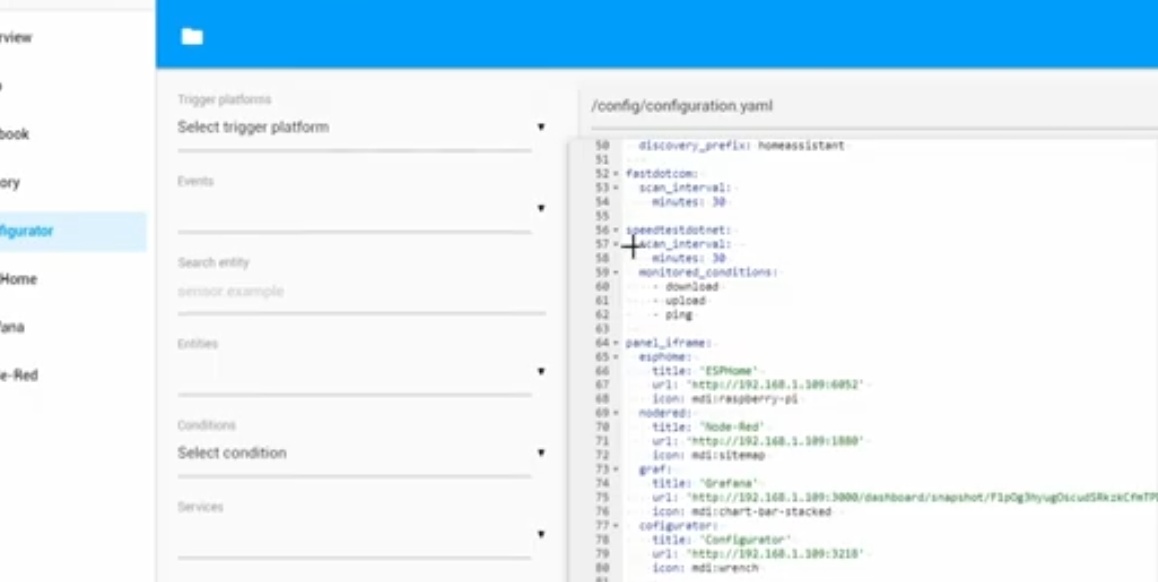 rview
book
ory
figurator
Home
ana
e-Red
Trigger platforms
Select trigger platform
Events
Search entity
sensor.example
Entities
Conditions
Select condition
Services
/config/configuration.yaml
50 discovery_prefix: homeassistant
51
52 fastdotcom:
53 scan_interval:
54 minutes: 30
55
56 speedtestdotnet:
57 scan_interval:
58 minutes: 30
59 monitored_conditions:
60 - download
61 - upload
62 - ping
63
64 panel_iframe:
65 esphome:
66 title: 'ESPHome'
67 url: 'http://192.168.1.109:6052'
68 icon: mdi:raspberry-pi
69 nodered:
70 title: 'Node-Red'
71 url: 'http://192.168.1.109:1880'
72 icon: mdi:sitemap
73 graf:
74 title: 'Grafana'
75 url: 'http://192.168.1.109:3000/dashboard/snapshot/
76 icon: mdi:chart-bar-stacked
77 cofigurator:
78 title: 'Configurator'
79 url: 'http://192.168.1.109:3218'
80 icon: mdi:wrench